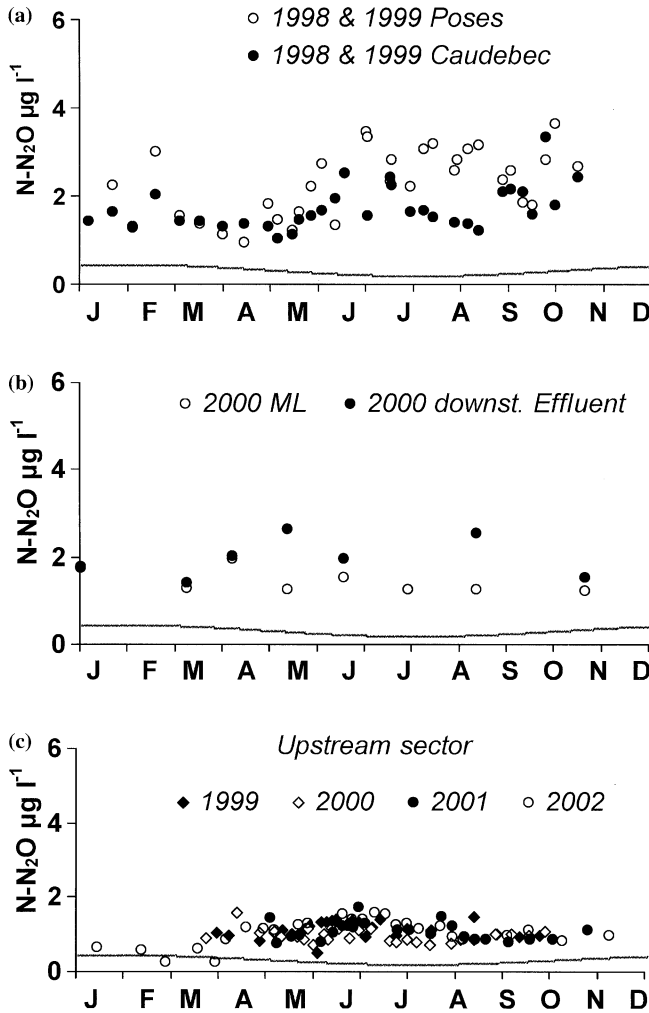 (a)
○ 1998 & 1999 Poses
● 1998 & 1999 Caudebec
N-N₂O µg l⁻¹
6
4
2
0
J F M A M J J A S O N D
(b)
○ 2000 ML ● 2000 downst. Effluent
N-N₂O µg l⁻¹
6
4
2
0
J F M A M J J A S O N D
(c)
Upstream sector
◆ 1999 ◇ 2000 ● 2001 ○ 2002
N-N₂O µg l⁻¹
6
4
2
0
J F M A M J J A S O N D